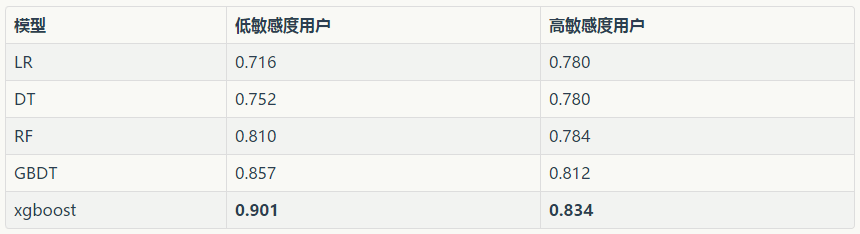 模型 低敏感度用户 高敏感度用户
LR 0.716 0.780
DT 0.752 0.780
RF 0.810 0.784
GBDT 0.857 0.812
xgboost 0.901 0.834